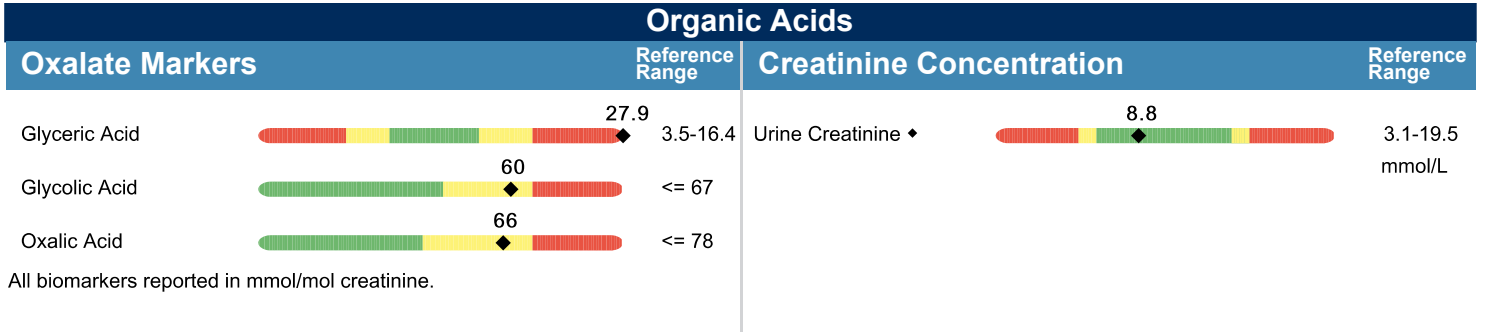 Organic Acids
Oxalate Markers Reference Range
Glyceric Acid 27.9 3.5-16.4
Glycolic Acid 60 <= 67
Oxalic Acid 66 <= 78
All biomarkers reported in mmol/mol creatinine.
Creatinine Concentration Reference Range
Urine Creatinine ◆ 8.8 3.1-19.5
mmol/L